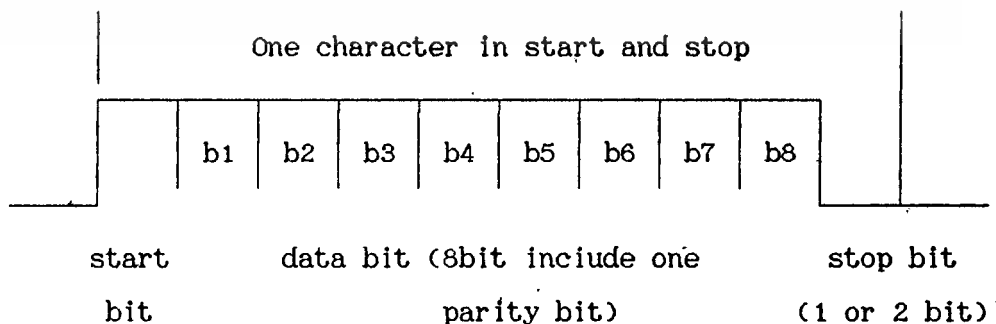 One character in start and stop
b1 b2 b3 b4 b5 b6 b7 b8
start data bit (8bit include one stop bit
bit parity bit) (1 or 2 bit)